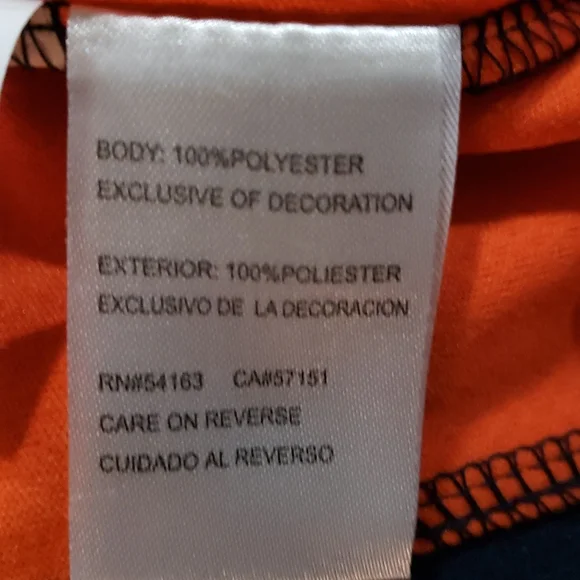 BODY: 100%POLYESTER
EXCLUSIVE OF DECORATION
EXTERIOR: 100%POLIESTER
EXCLUSIVO DE LA DECORACION
RN#54163 CA#57151
CARE ON REVERSE
CUIDADO AL REVERSO